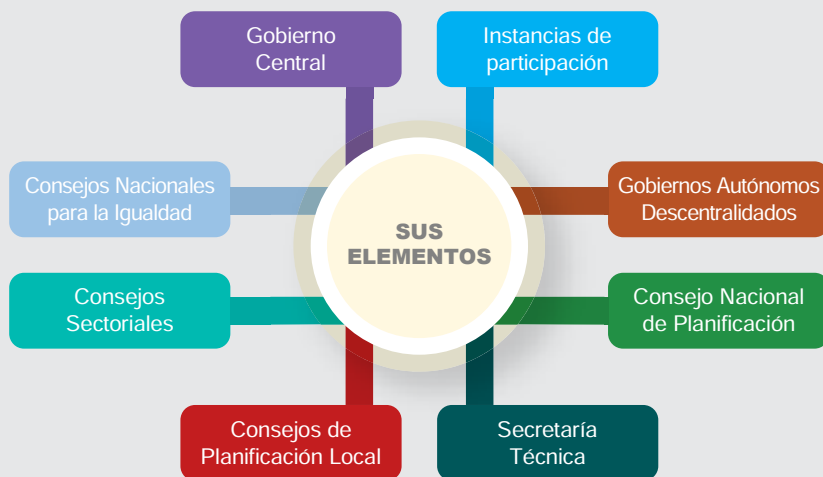 Gobierno
Central
Instancias de
participación
Consejos Nacionales
para la Igualdad
Gobiernos Autónomos
Descentralidados
SUS
ELEMENTOS
Consejos
Sectoriales
Consejo Nacional
de Planificación
Consejos de
Planificación Local
Secretaría
Técnica